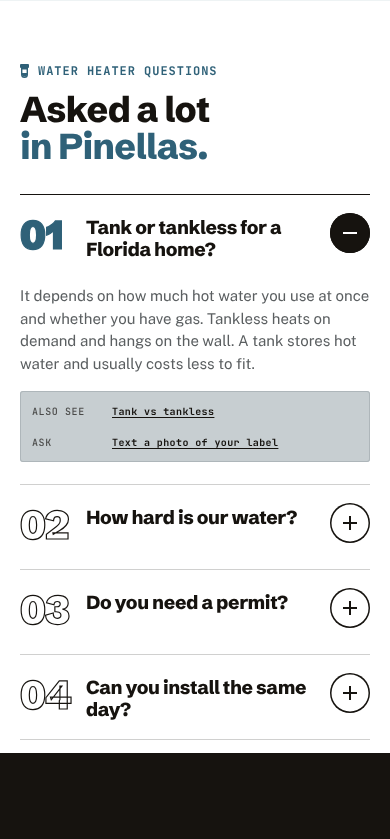 WATER HEATER QUESTIONS
Asked a lot
in Pinellas.
01
Tank or tankless for a
Florida home?
It depends on how much hot water you use at once
and whether you have gas. Tankless heats on
demand and hangs on the wall. A tank stores hot
water and usually costs less to fit.
ALSO SEE Tank vs tankless
ASK Text a photo of your label
02 How hard is our water?
03 Do you need a permit?
04 Can you install the same
day?